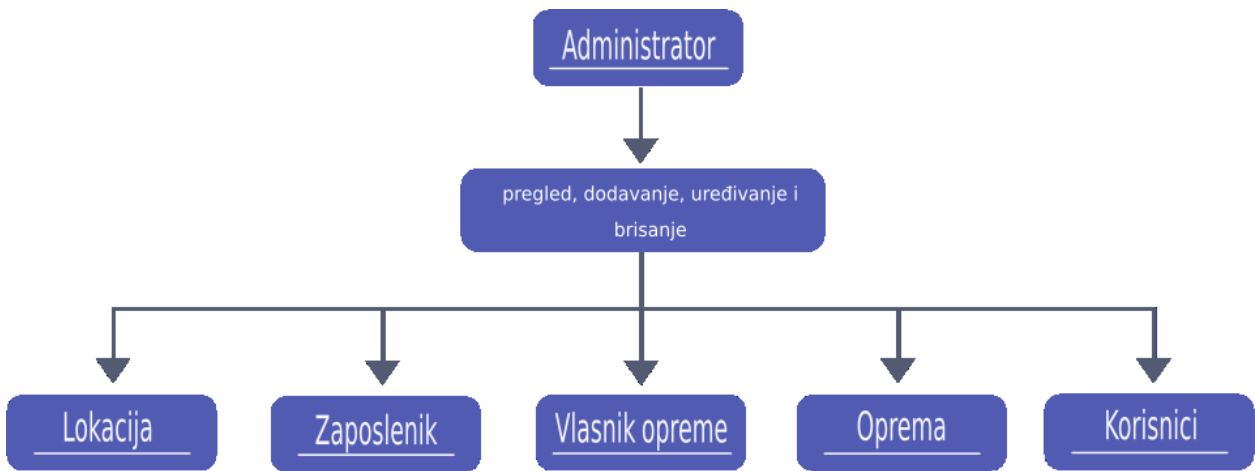 Administrator
pregled, dodavanje, uređivanje i
brisanje
Lokacija
Zaposlenik
Vlasnik opreme
Oprema
Korisnici